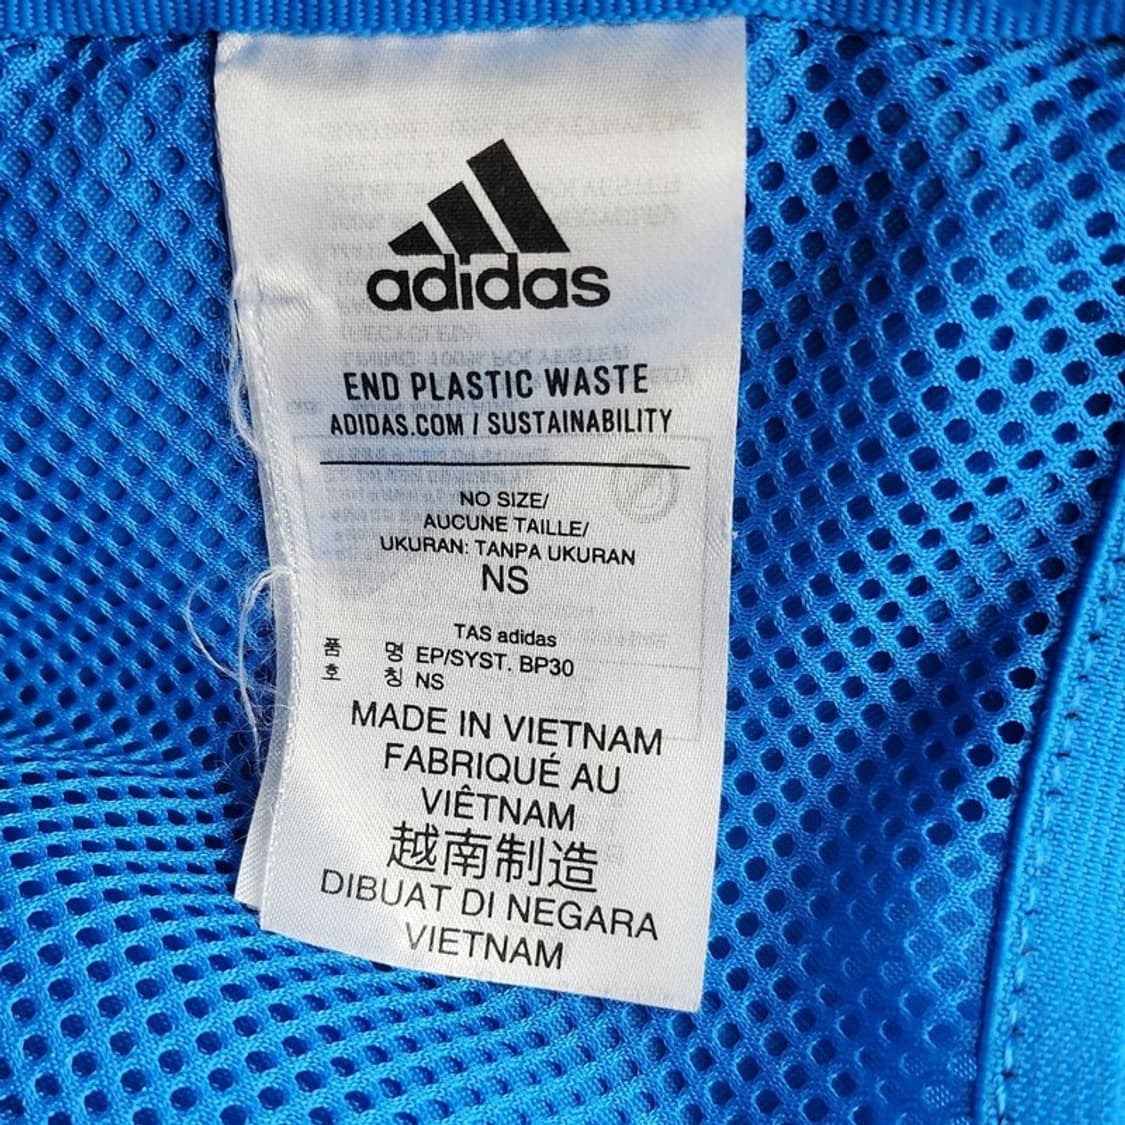 adidas
END PLASTIC WASTE
ADIDAS.COM / SUSTAINABILITY
NO SIZE/
AUCUNE TAILLE/
UKURAN: TANPA UKURAN
NS
TAS adidas
품 명 EP/SYST. BP30
호 칭 NS
MADE IN VIETNAM
FABRIQUÉ AU
VIÊTNAM
越南制造
DIBUAT DI NEGARA
VIETNAM